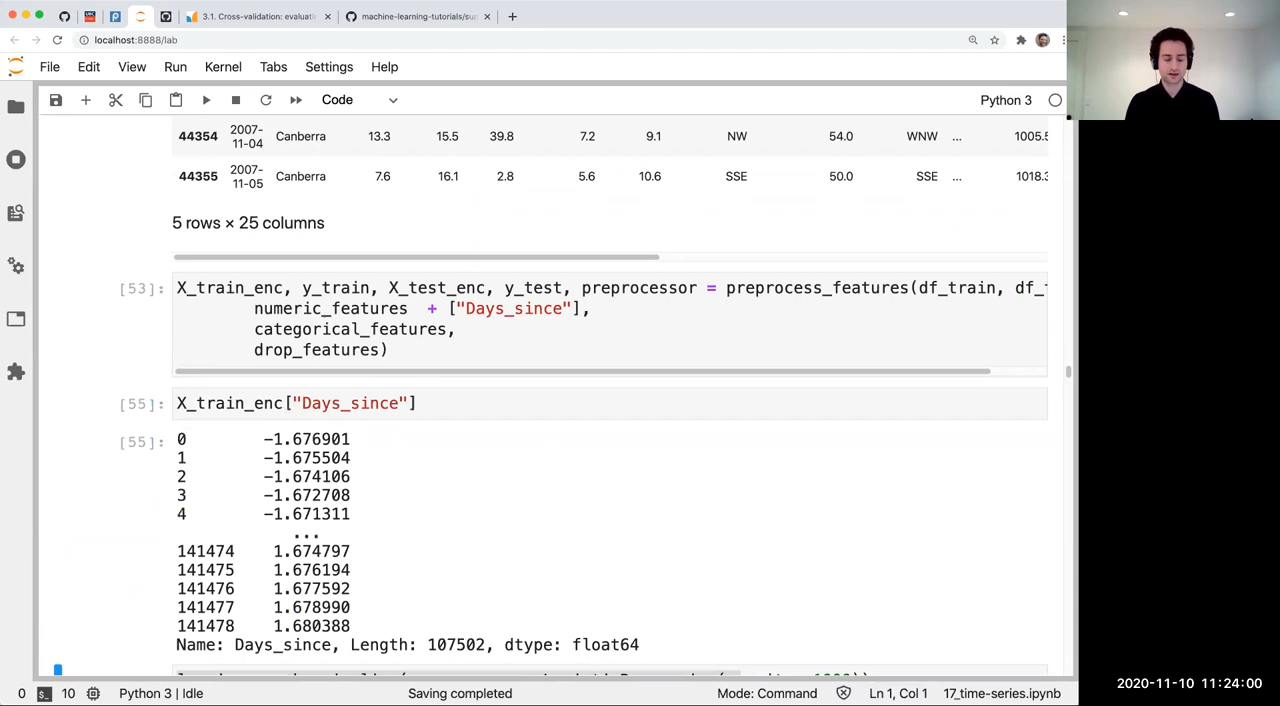 3.1. Cross-validation: evaluati
machine-learning-tutorials/sup
localhost:8888/lab
File Edit View Run Kernel Tabs Settings Help
Code
Python 3
44354 2007-11-04 Canberra 13.3 15.5 39.8 7.2 9.1 NW 54.0 WNW ... 1005.5
44355 2007-11-05 Canberra 7.6 16.1 2.8 5.6 10.6 SSE 50.0 SSE ... 1018.3
5 rows × 25 columns
[53]: X_train_enc, y_train, X_test_enc, y_test, preprocessor = preprocess_features(df_train, df_t
numeric_features + ["Days_since"],
categorical_features,
drop_features)
[55]: X_train_enc["Days_since"]
[55]: 0 -1.676901
1 -1.675504
2 -1.674106
3 -1.672708
4 -1.671311
...
141474 1.674797
141475 1.676194
141476 1.677592
141477 1.678990
141478 1.680388
Name: Days_since, Length: 107502, dtype: float64
0 10 Python 3 | Idle Saving completed Mode: Command Ln 1, Col 1 17_time-series.ipynb
2020-11-10 11:24:00